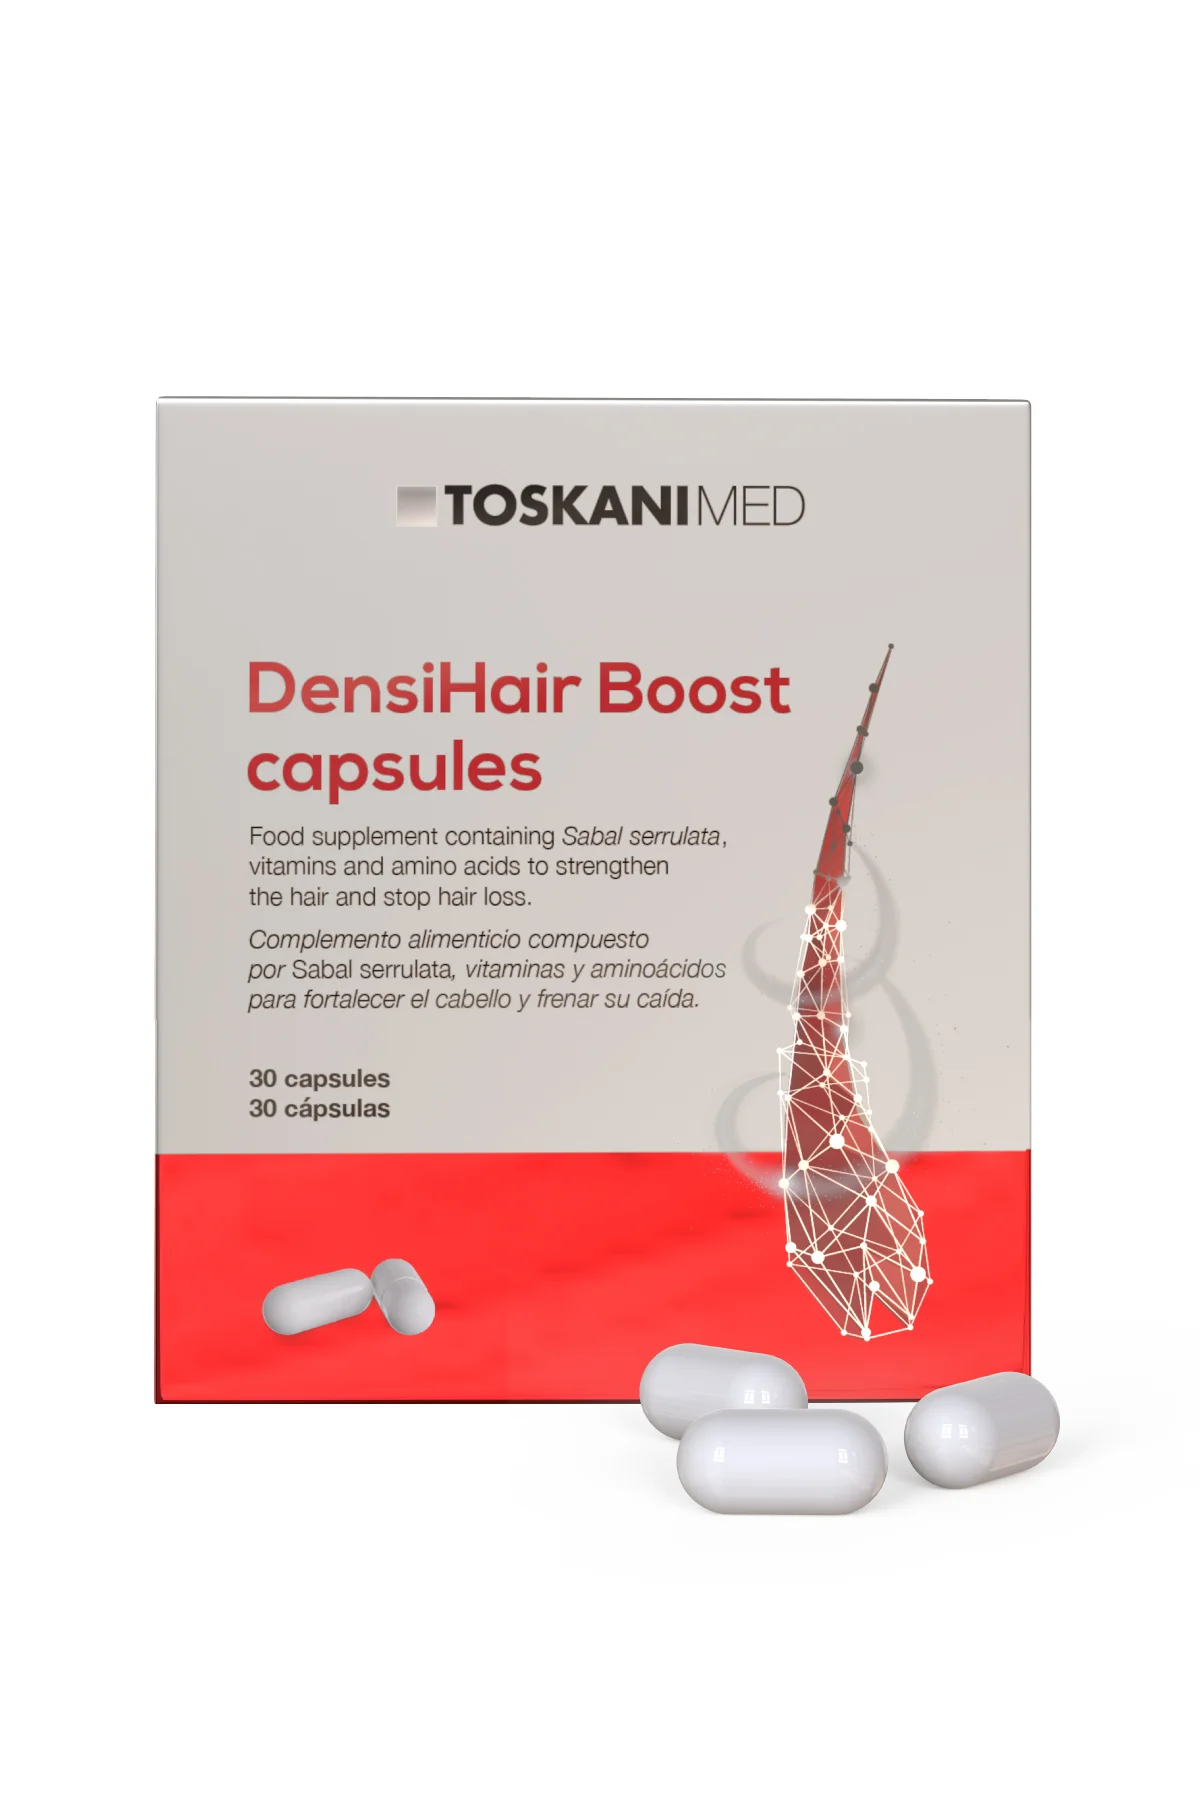 TOSKANIMED
DensiHair Boost
capsules
Food supplement containing Sabal serrulata,
vitamins and amino acids to strengthen
the hair and stop hair loss.
Complemento alimenticio compuesto
por Sabal serrulata, vitaminas y aminoácidos
para fortalecer el cabello y frenar su caída.
30 capsules
30 cápsulas